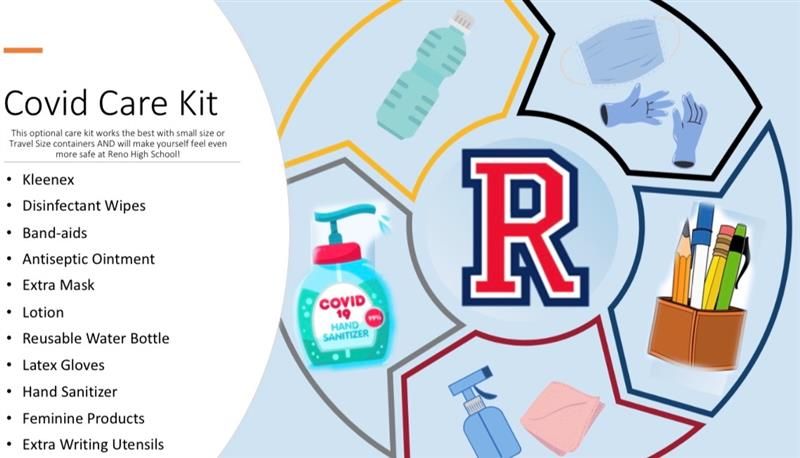 Covid Care Kit
This optional care kit works the best with small size or
Travel Size containers AND will make yourself feel even
more safe at Reno High School!
• Kleenex
• Disinfectant Wipes
• Band-aids
• Antiseptic Ointment
• Extra Mask
• Lotion
• Reusable Water Bottle
• Latex Gloves
• Hand Sanitizer
• Feminine Products
• Extra Writing Utensils
COVID
19
99%
HAND
SANITIZER
R